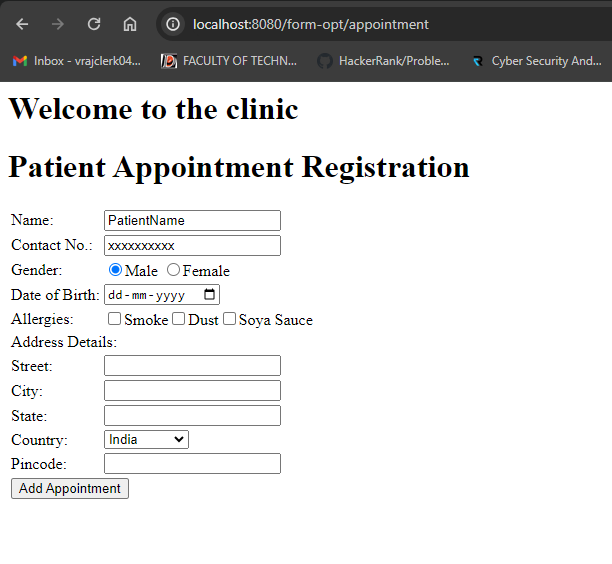 localhost:8080/form-opt/appointment
Inbox - vrajclerk04... FACULTY OF TECHN... HackerRank/Proble... Cyber Security And...
Welcome to the clinic
Patient Appointment Registration
Name: PatientName
Contact No.: xxxxxxxxxx
Gender: Male Female
Date of Birth: dd-mm-yyyy
Allergies: Smoke Dust Soya Sauce
Address Details:
Street:
City:
State:
Country: India
Pincode:
Add Appointment